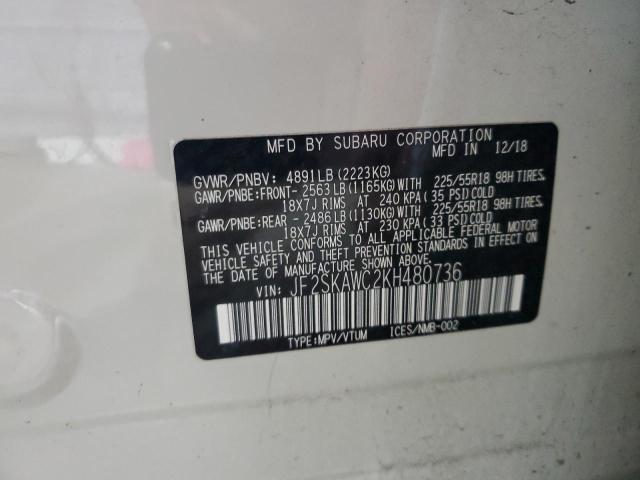 MFD BY SUBARU CORPORATION
MFD IN 12/18
GVWR/PNBV: 4891LB(2223KG)
GAWR/PNBE:FRONT- 2563LB(1165KG)WITH 225/55R18 98H TIRES,
18X7J RIMS AT 240 KPA(35 PSI)COLD
GAWR/PNBE:REAR - 2486LB(1130KG)WITH 225/55R18 98H TIRES,
18X7J RIMS AT 230 KPA(33 PSI)COLD
THIS VEHICLE CONFORMS TO ALL APPLICABLE FEDERAL MOTOR
VEHICLE SAFETY AND THEFT PREVENTION STANDARDS IN EFFECT
ON THE DATE OF MANUFACTURE SHOWN ABOVE.
VIN: JF2SKAWC2KH480736
TYPE:MPV/VTUM ICES/NMB-002